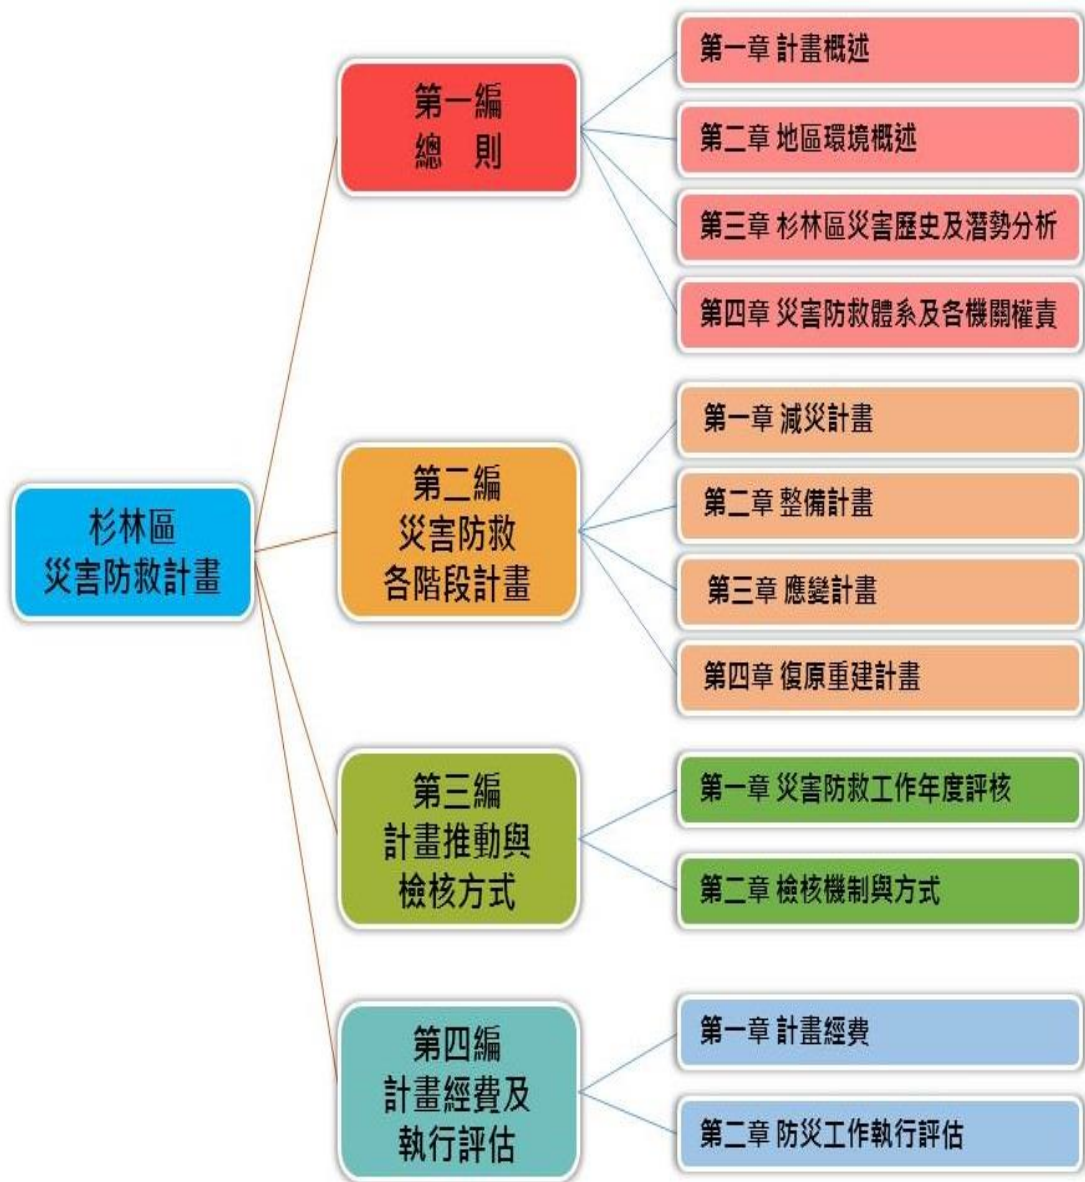 杉林區
災害防救計畫
第一編
總　則
第一章 計畫概述
第二章 地區環境概述
第三章 杉林區災害歷史及潛勢分析
第四章 災害防救體系及各機關權責
第二編
災害防救
各階段計畫
第一章 減災計畫
第二章 整備計畫
第三章 應變計畫
第四章 復原重建計畫
第三編
計畫推動與
檢核方式
第一章 災害防救工作年度評核
第二章 檢核機制與方式
第四編
計畫經費及
執行評估
第一章 計畫經費
第二章 防災工作執行評估